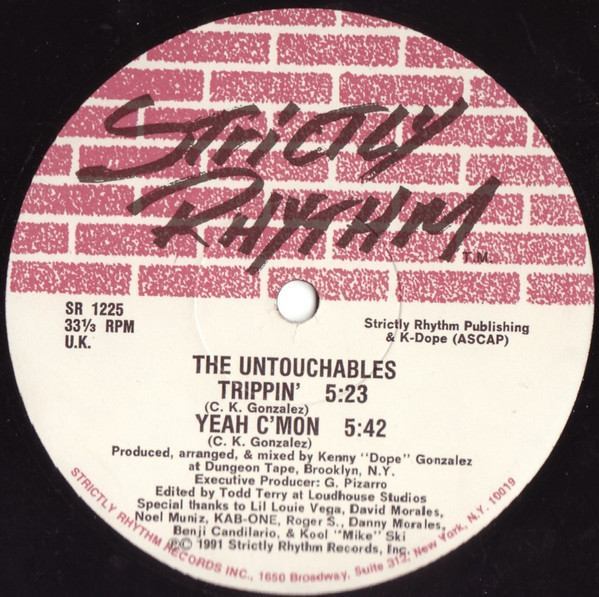 STRICTLY
RHYTHM
T.M.
SR 1225
33⅓ RPM
U.K.
Strictly Rhythm Publishing
& K-Dope (ASCAP)
THE UNTOUCHABLES
TRIPPIN' 5:23
(C. K. Gonzalez)
YEAH C'MON 5:42
(C. K. Gonzalez)
Produced, arranged, & mixed by Kenny "Dope" Gonzalez
at Dungeon Tape, Brooklyn, N.Y.
Executive Producer: G. Pizarro
Edited by Todd Terry at Loudhouse Studios
Special thanks to Lil Louie Vega, David Morales,
Noel Muniz, KAB-ONE, Roger S., Danny Morales,
Benji Candilario, & Kool "Mike" Ski
℗© 1991 Strictly Rhythm Records, Inc.
STRICTLY RHYTHM RECORDS INC., 1650 Broadway, Suite 312, New York, N.Y. 10019